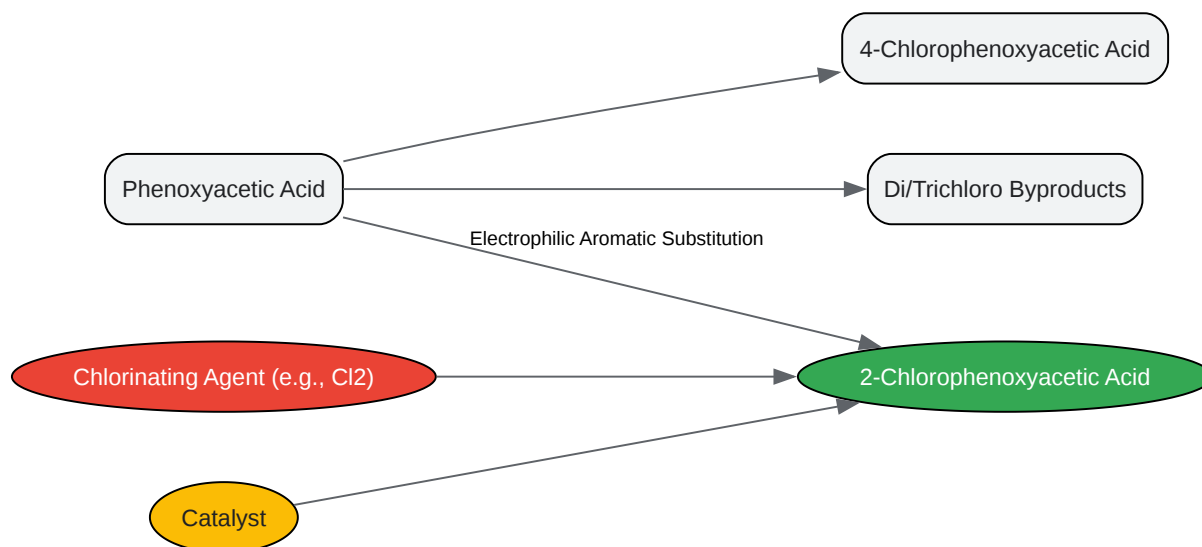 4-Chlorophenoxyacetic Acid
Phenoxyacetic Acid
Di/Trichloro Byproducts
Electrophilic Aromatic Substitution
Chlorinating Agent (e.g., Cl2)
2-Chlorophenoxyacetic Acid
Catalyst